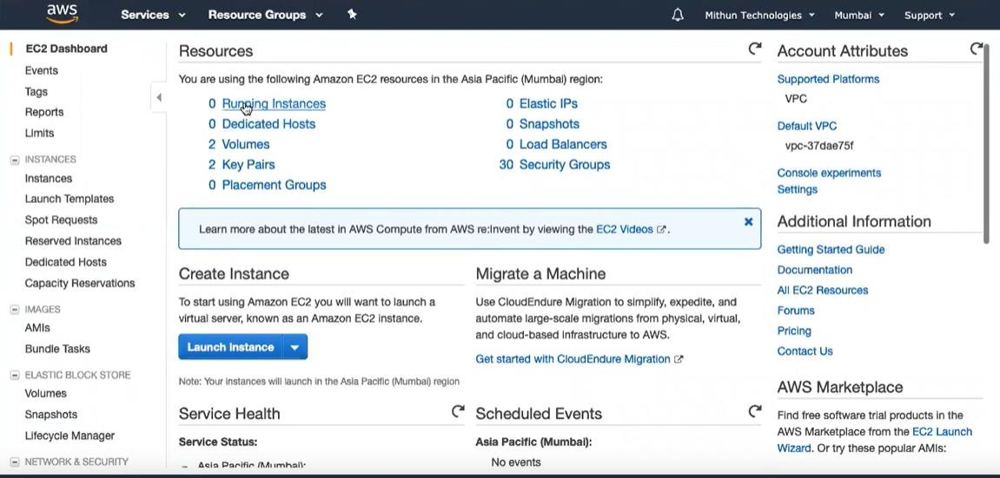 aws
Services
Resource Groups
Mithun Technologies
Mumbai
Support
EC2 Dashboard
Events
Tags
Reports
Limits
INSTANCES
Instances
Launch Templates
Spot Requests
Reserved Instances
Dedicated Hosts
Capacity Reservations
IMAGES
AMIs
Bundle Tasks
ELASTIC BLOCK STORE
Volumes
Snapshots
Lifecycle Manager
NETWORK & SECURITY
Resources
You are using the following Amazon EC2 resources in the Asia Pacific (Mumbai) region:
0 Running Instances
0 Dedicated Hosts
2 Volumes
2 Key Pairs
0 Placement Groups
0 Elastic IPs
0 Snapshots
0 Load Balancers
30 Security Groups
Learn more about the latest in AWS Compute from AWS re:Invent by viewing the EC2 Videos.
Create Instance
To start using Amazon EC2 you will want to launch a
virtual server, known as an Amazon EC2 instance.
Launch Instance
Note: Your instances will launch in the Asia Pacific (Mumbai) region
Migrate a Machine
Use CloudEndure Migration to simplify, expedite, and
automate large-scale migrations from physical, virtual,
and cloud-based infrastructure to AWS.
Get started with CloudEndure Migration
Service Health
Service Status:
Asia Pacific (Mumbai):
Scheduled Events
Asia Pacific (Mumbai):
No events
Account Attributes
Supported Platforms
VPC
Default VPC
vpc-37dae75f
Console experiments
Settings
Additional Information
Getting Started Guide
Documentation
All EC2 Resources
Forums
Pricing
Contact Us
AWS Marketplace
Find free software trial products in the
AWS Marketplace from the EC2 Launch
Wizard. Or try these popular AMIs: